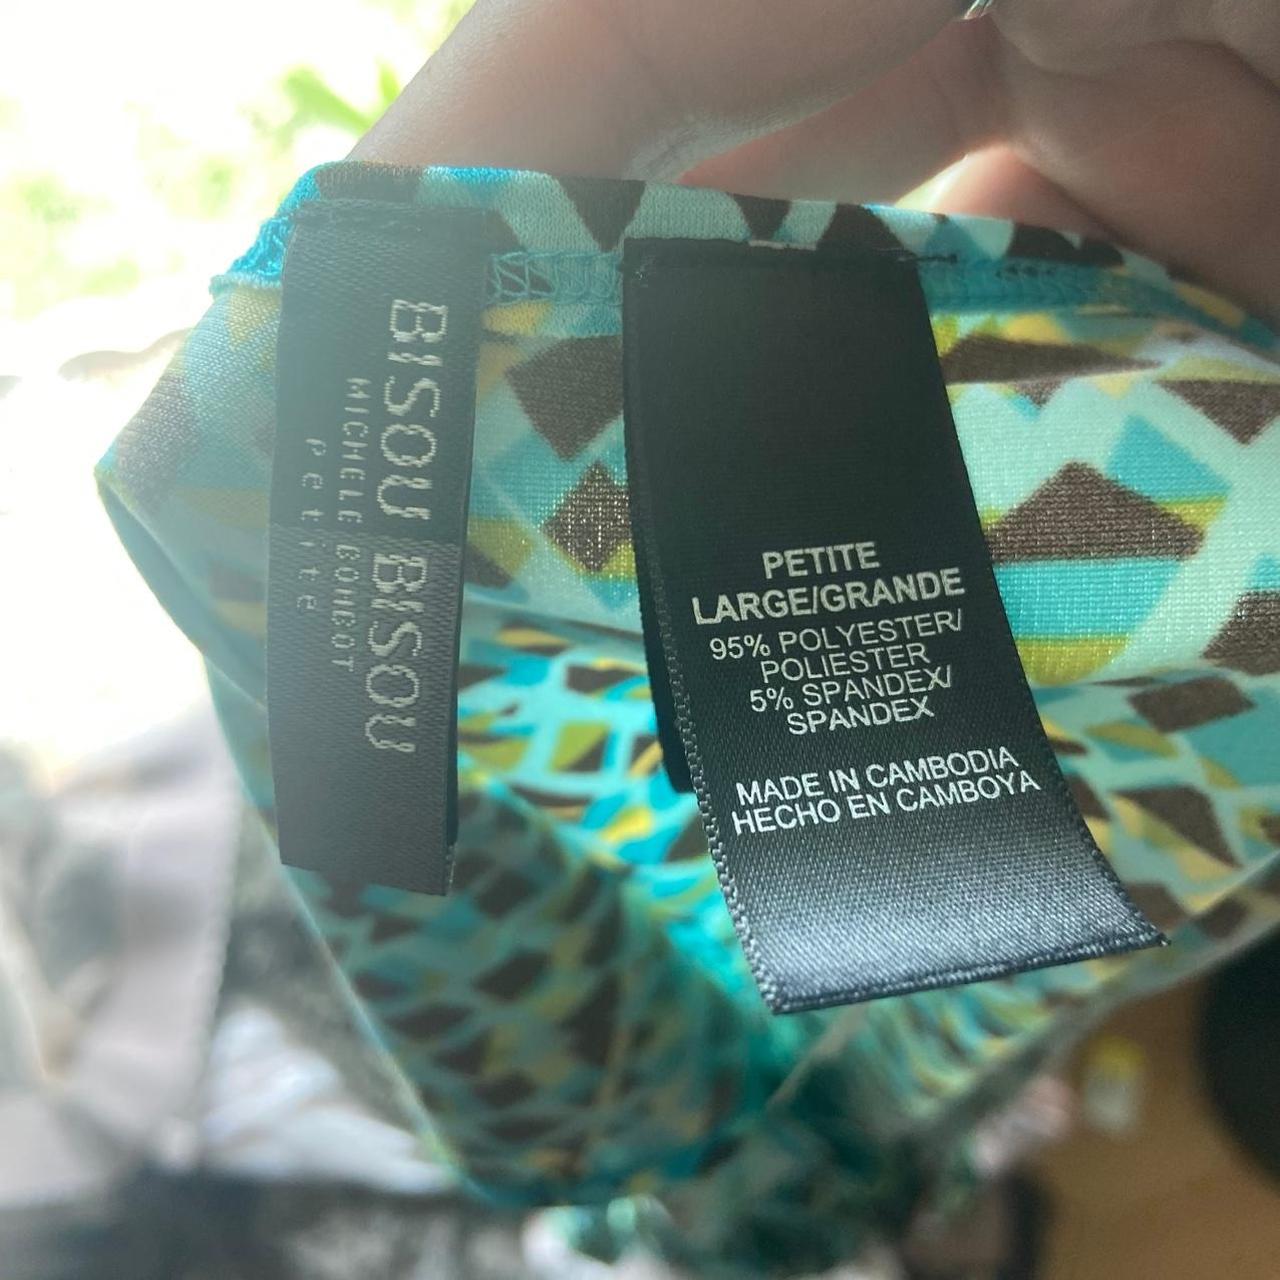 BISOU BISOU
MICHELE BOHBOT
Petite
PETITE
LARGE/GRANDE
95% POLYESTER/
POLIESTER
5% SPANDEX/
SPANDEX
MADE IN CAMBODIA
HECHO EN CAMBOYA